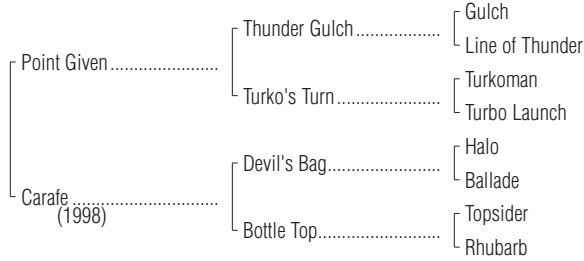 Gulch
Thunder Gulch
Line of Thunder
Point Given
Turkoman
Turko's Turn
Turbo Launch
Halo
Devil's Bag
Ballade
Carafe
(1998)
Topsider
Bottle Top
Rhubarb